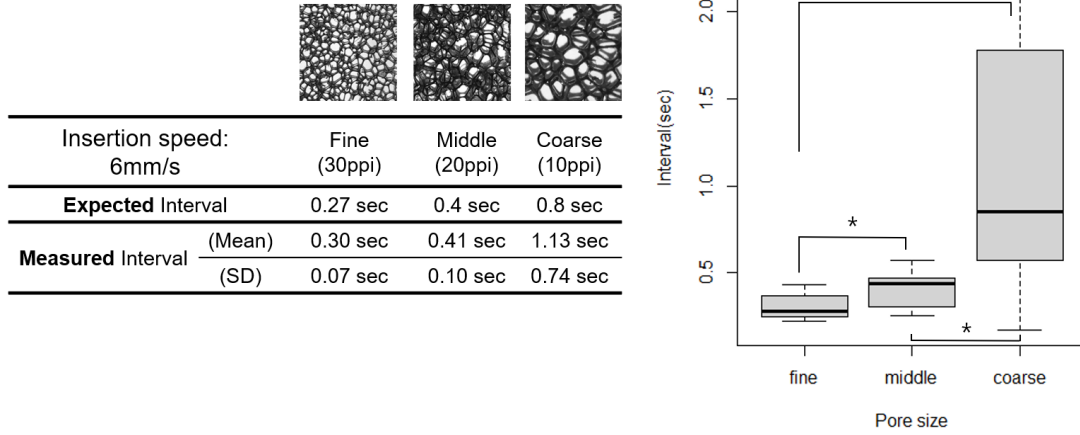 Insertion speed:
6mm/s
Fine
(30ppi)
Middle
(20ppi)
Coarse
(10ppi)
Expected Interval
0.27 sec
0.4 sec
0.8 sec
Measured Interval
(Mean)
0.30 sec
0.41 sec
1.13 sec
(SD)
0.07 sec
0.10 sec
0.74 sec
Interval(sec)
2.0
1.5
1.0
0.5
*
*
fine
middle
coarse
Pore size